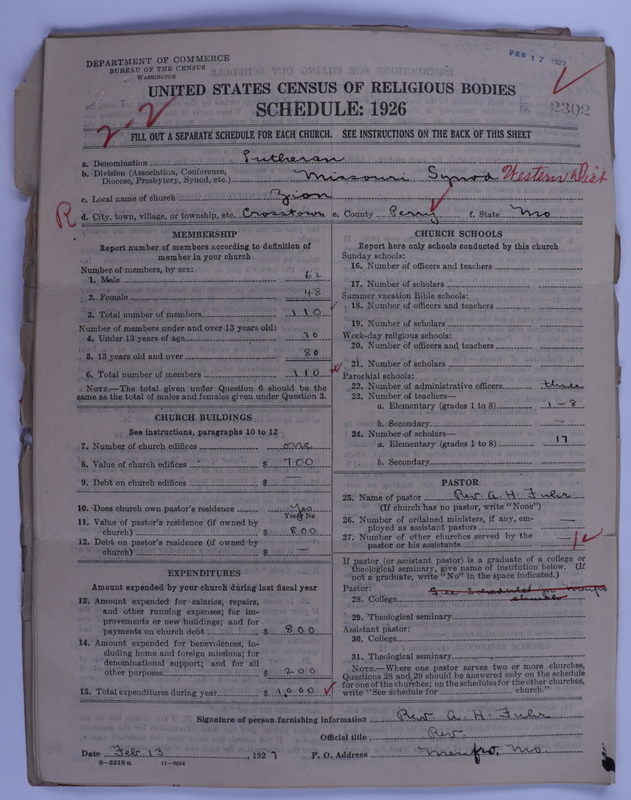 DEPARTMENT OF COMMERCE
BUREAU OF THE CENSUS
WASHINGTON
FEB 17 1927
UNITED STATES CENSUS OF RELIGIOUS BODIES
SCHEDULE: 1926
2302
2-2
FILL OUT A SEPARATE SCHEDULE FOR EACH CHURCH. SEE INSTRUCTIONS ON THE BACK OF THIS SHEET
a. Denomination Lutheran
b. Division (Association, Conference, Diocese, Presbytery, Synod, etc.) Missouri Synod Western Dist
c. Local name of church Zion
R d. City, town, village, or township, etc. Crosstown e. County Perry f. State Mo
MEMBERSHIP
Report number of members according to definition of
member in your church
Number of members, by sex:
1. Male 62
2. Female 48
3. Total number of members 110
Number of members under and over 13 years old:
4. Under 13 years of age 30
5. 13 years old and over 80
6. Total number of members 110
NOTE.—The total given under Question 6 should be the
same as the total of males and females given under Question 3.
CHURCH BUILDINGS
See instructions, paragraphs 10 to 12
7. Number of church edifices one
8. Value of church edifices $ 700
9. Debt on church edifices $ —
10. Does church own pastor's residence? Yes
Yes or No
11. Value of pastor's residence (if owned by
church) $ 800
12. Debt on pastor's residence (if owned by
church) $ —
EXPENDITURES
Amount expended by your church during last fiscal year
13. Amount expended for salaries, repairs,
and other running expenses; for im-
provements or new buildings; and for
payments on church debt $ 800
14. Amount expended for benevolences, in-
cluding home and foreign missions; for
denominational support; and for all
other purposes $ 200
15. Total expenditures during year $ 1,000
CHURCH SCHOOLS
Report here only schools conducted by this church
Sunday schools:
16. Number of officers and teachers
17. Number of scholars
Summer vacation Bible schools:
18. Number of officers and teachers
19. Number of scholars
Week-day religious schools:
20. Number of officers and teachers
21. Number of scholars
Parochial schools:
22. Number of administrative officers three
23. Number of teachers—
a. Elementary (grades 1 to 8) 1-8
b. Secondary —
24. Number of scholars—
a. Elementary (grades 1 to 8) 17
b. Secondary
PASTOR
25. Name of pastor Rev. A. H. Fuhr
(If church has no pastor, write "None")
26. Number of ordained ministers, if any, em-
ployed as assistant pastors —
27. Number of other churches served by the
pastor or his assistants 1
If pastor (or assistant pastor) is a graduate of a college or
theological seminary, give name of institution below. (If
not a graduate, write "No" in the space indicated.)
Pastor: See Schedule
28. College church
29. Theological seminary
Assistant pastor:
30. College
31. Theological seminary
NOTE.—Where one pastor serves two or more churches,
Questions 28 and 29 should be answered only on the schedule
for one of the churches; on the schedules for the other churches,
write "See schedule for church."
Signature of person furnishing information Rev. A. H. Fuhr
Official title Rev.
Date Feb 13, 1927 P. O. Address Menfro, Mo
8-5518a 11-9024